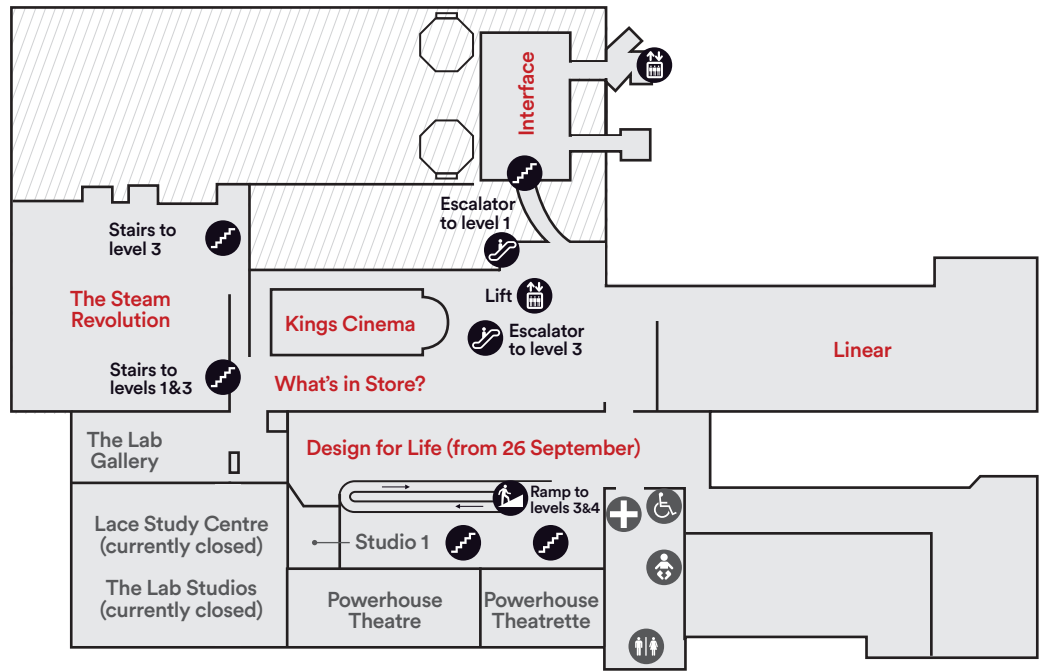 Interface
Escalator
to level 1
Stairs to
level 3
Lift
The Steam
Revolution
Kings Cinema
Escalator
to level 3
Linear
Stairs to
levels 1&3
What's in Store?
The Lab
Gallery
Design for Life (from 26 September)
Ramp to
levels 3&4
Lace Study Centre
(currently closed)
Studio 1
The Lab Studios
(currently closed)
Powerhouse
Theatre
Powerhouse
Theatrette